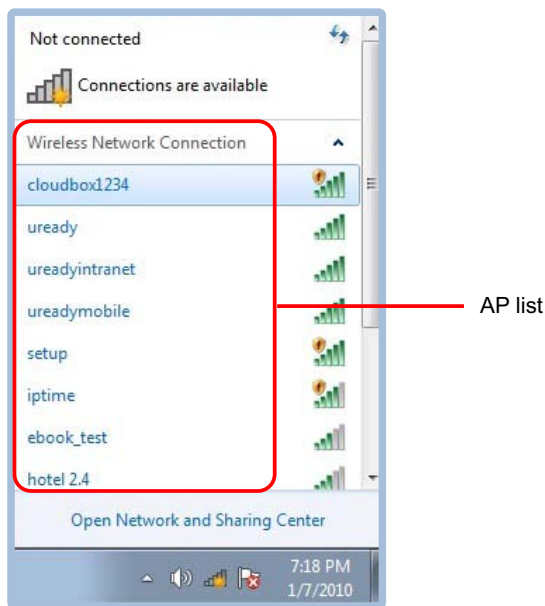 Not connected
Connections are available
Wireless Network Connection
cloudbox1234
uready
ureadyintranet
ureadymobile
AP list
setup
iptime
ebook_test
hotel 2.4
Open Network and Sharing Center
7:18 PM
1/7/2010